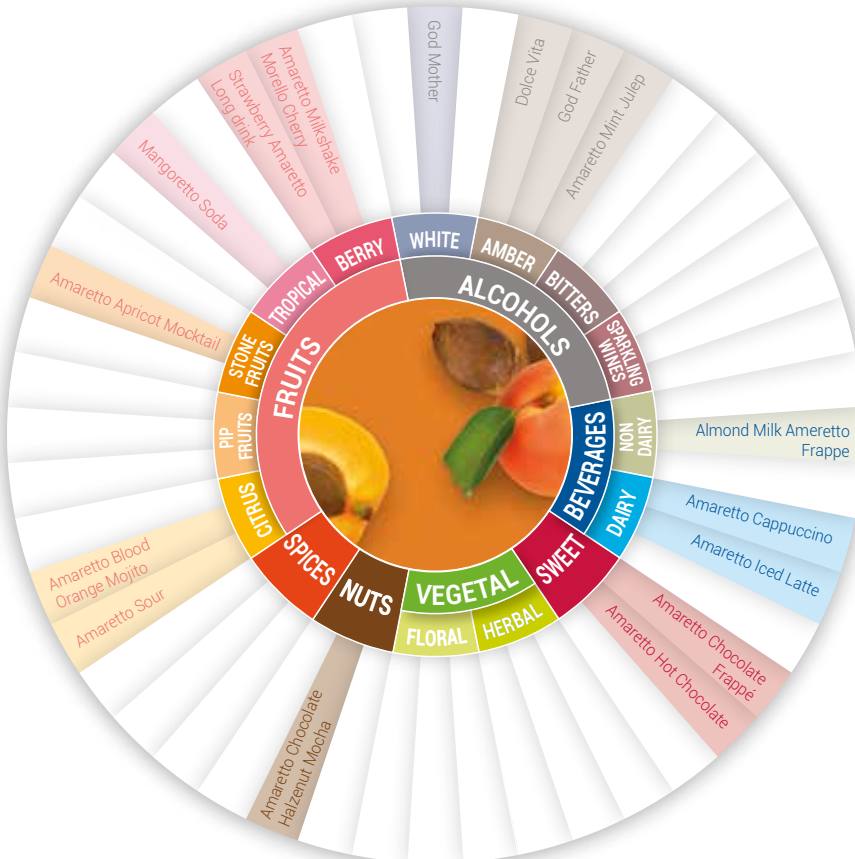 God Mother
Dolce Vita
God Father
Amaretto Mint Julep
Almond Milk Ameretto
Frappe
Amaretto Cappuccino
Amaretto Iced Latte
Amaretto Chocolate
Frappé
Amaretto Hot Chocolate
Amaretto Chocolate
Halzenut Mocha
Amaretto Sour
Amaretto Blood
Orange Mojito
Amaretto Apricot Mocktail
Mangoretto Soda
Strawberry Amaretto
Long drink
Amaretto Milkshake
Morello Cherry
WHITE
AMBER
BITTERS
SPARKLING
WINES
NON
DAIRY
DAIRY
SWEET
HERBAL
FLORAL
NUTS
SPICES
CITRUS
PIP
FRUITS
STONE
FRUITS
TROPICAL
BERRY
ALCOHOLS
BEVERAGES
VEGETAL
FRUITS